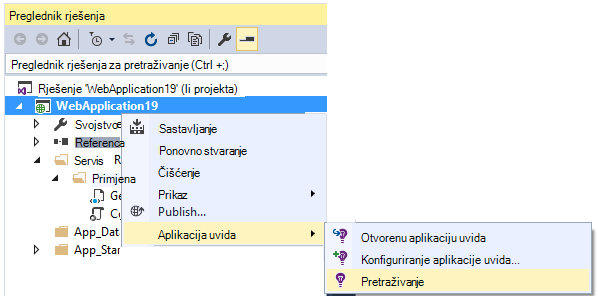 Preglednik rješenja
Preglednik rješenja za pretraživanje (Ctrl +;)
Rješenje 'WebApplication19' (li projekta)
WebApplication19
Svojstvo
Referenca
Servis R
Primjena
Ge
App_Dat
App_Star
Sastavljanje
Ponovno stvaranje
Čišćenje
Prikaz
Publish...
Aplikacija uvida
Otvorenu aplikaciju uvida
Konfiguriranje aplikacije uvida...
Pretraživanje